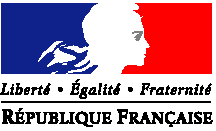 Liberté • Égalité • Fraternité
RÉPUBLIQUE FRANÇAISE